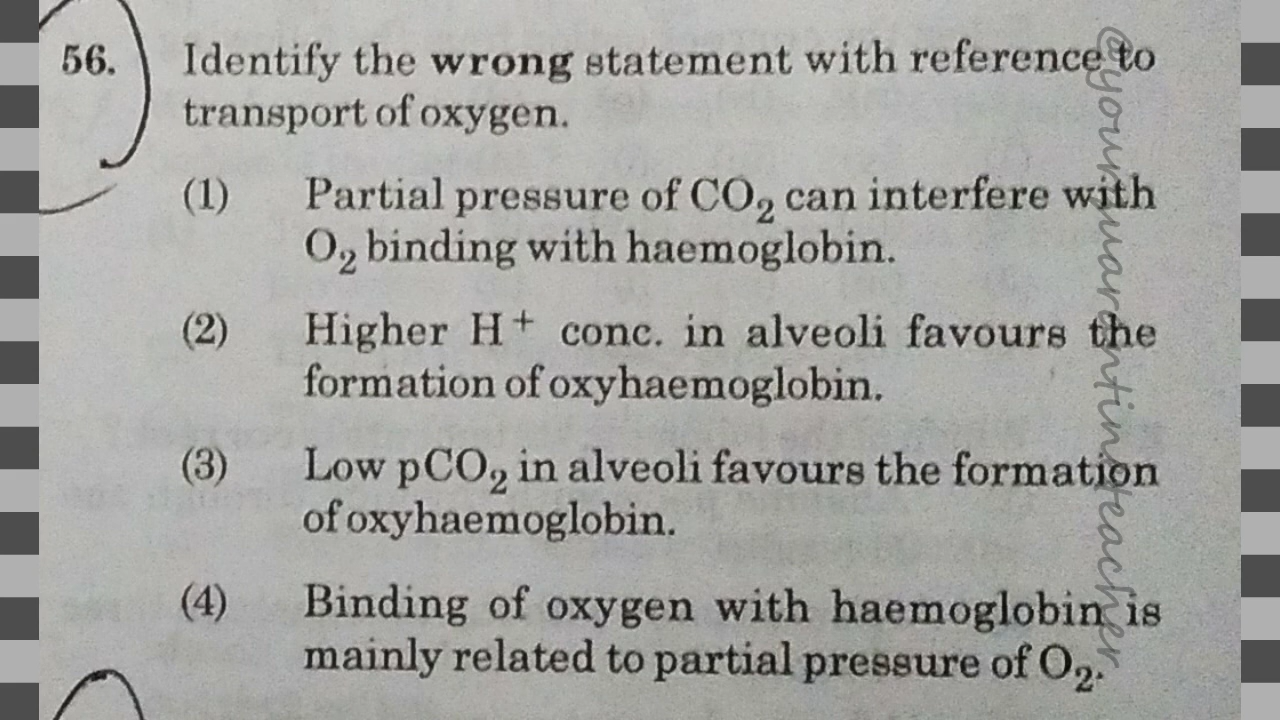 56. Identify the wrong statement with reference to
transport of oxygen.
(1) Partial pressure of CO₂ can interfere with
O₂ binding with haemoglobin.
(2) Higher H⁺ conc. in alveoli favours the
formation of oxyhaemoglobin.
(3) Low pCO₂ in alveoli favours the formation
of oxyhaemoglobin.
(4) Binding of oxygen with haemoglobin is
mainly related to partial pressure of O₂.